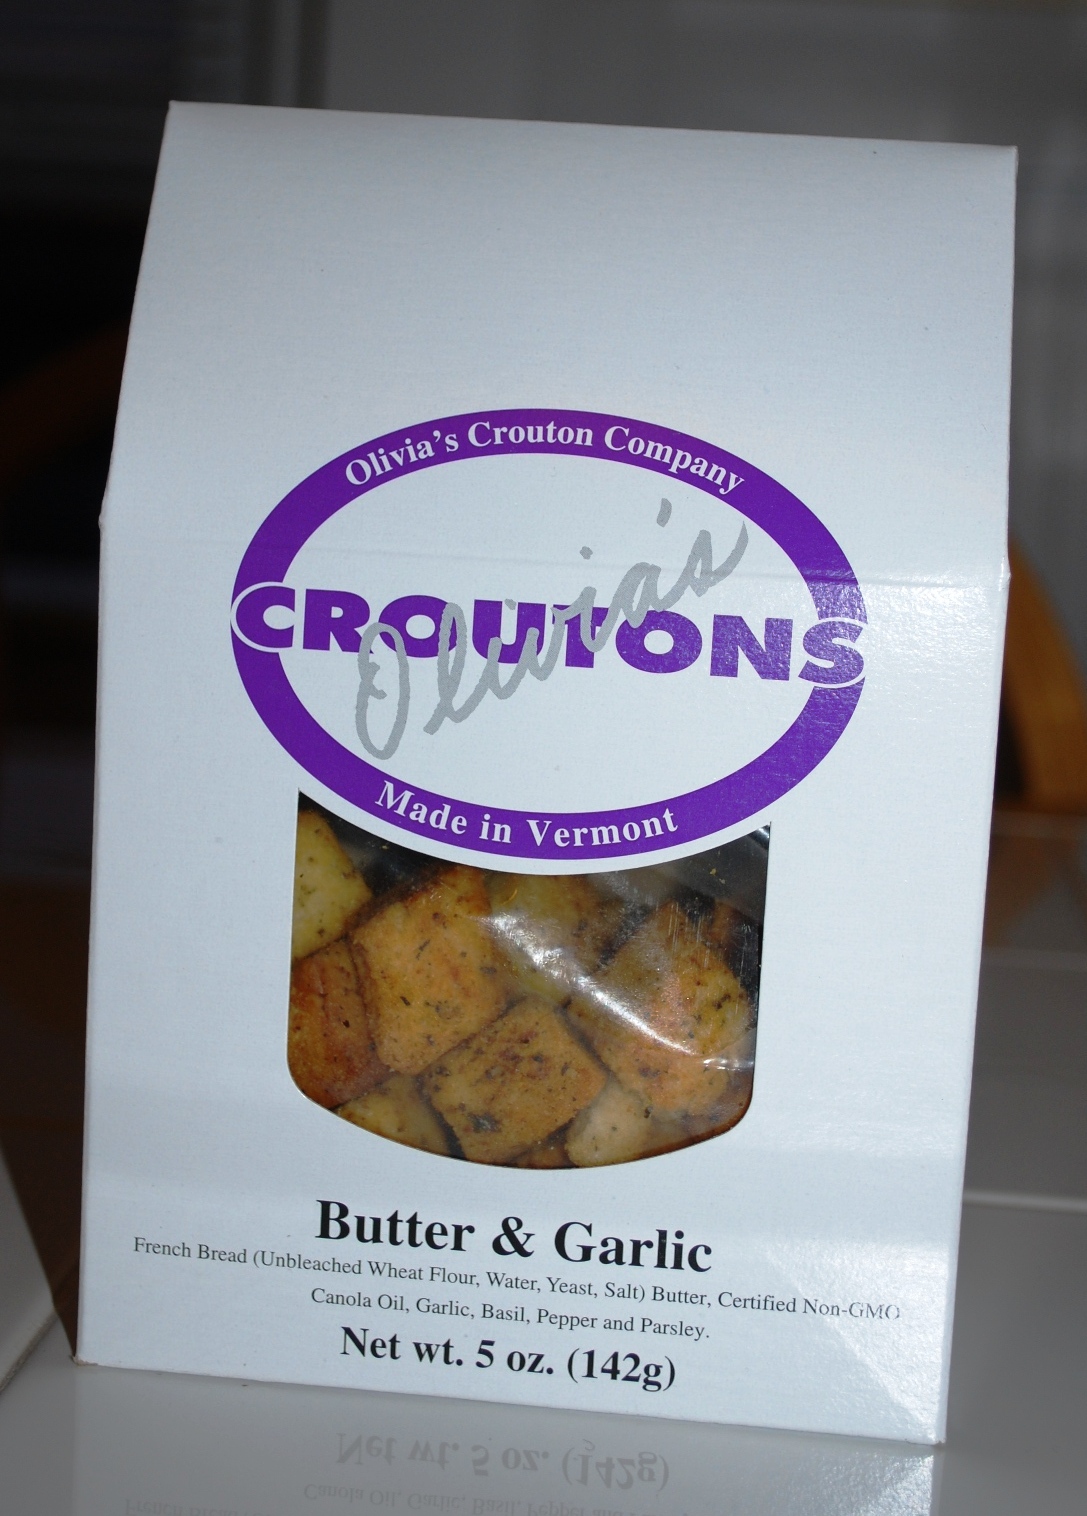 Olivia's Crouton Company
Olivia's
CROUTONS
Made in Vermont
Butter & Garlic
French Bread (Unbleached Wheat Flour, Water, Yeast, Salt) Butter, Certified Non-GMO
Canola Oil, Garlic, Basil, Pepper and Parsley.
Net wt. 5 oz. (142g)